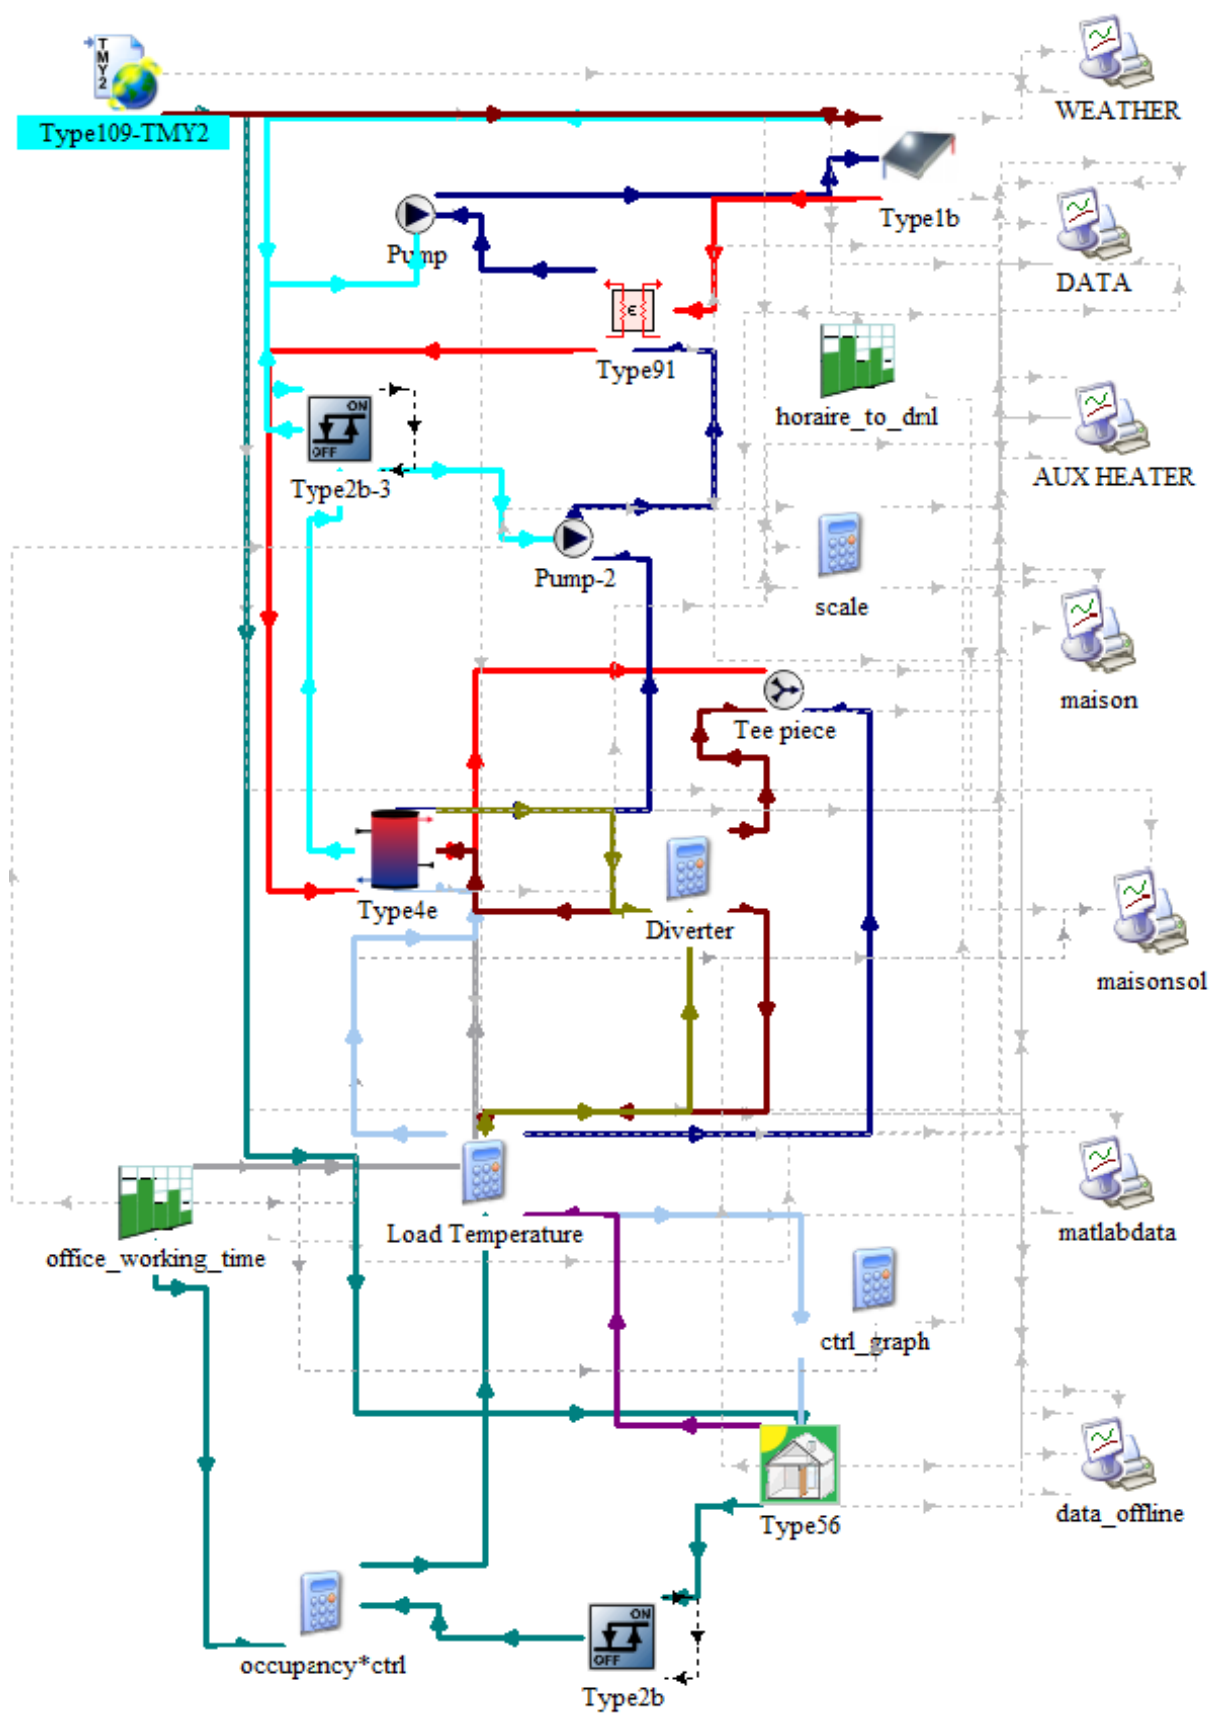 TMY2
WEATHER
Type109-TMY2
Type1b
Pump
DATA
ε
Type91
horaire_to_dml
ON
OFF
AUX HEATER
Type2b-3
Pump-2
scale
maison
Tee piece
Type4e
Diverter
maisonsol
Load Temperature
matlabdata
office_working_time
ctrl_graph
data_offline
Type56
ON
OFF
occupancy*ctrl
Type2b